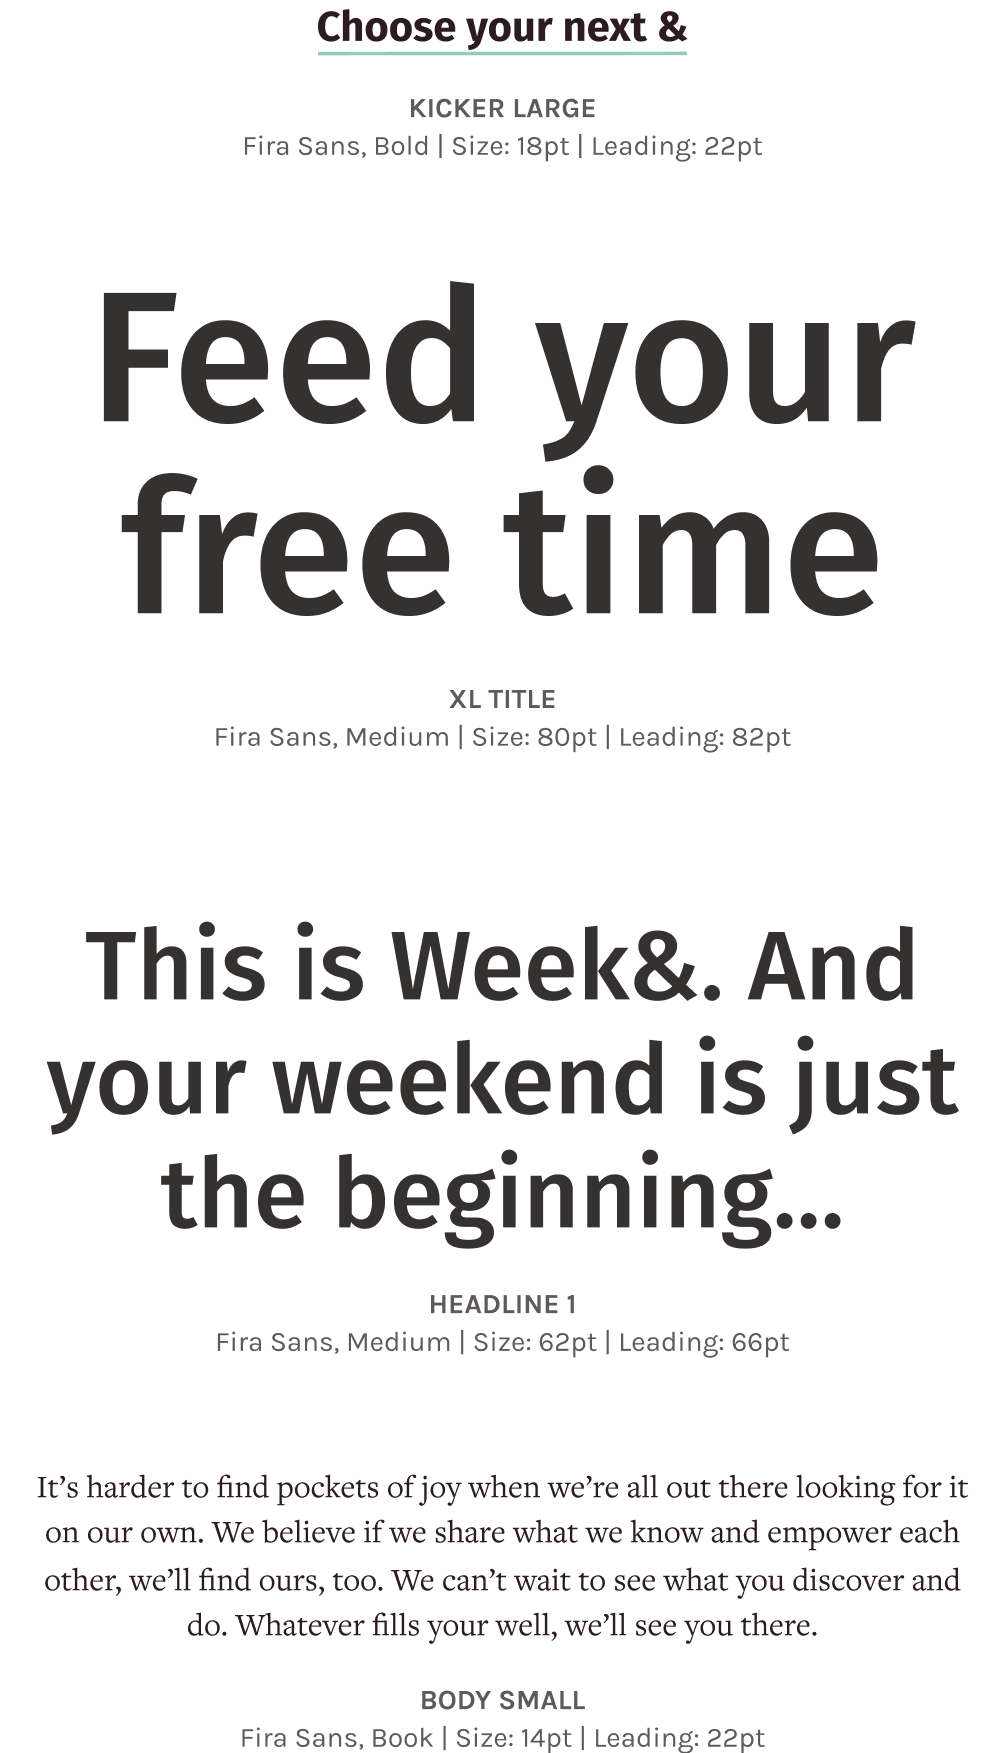 Choose your next &
KICKER LARGE
Fira Sans, Bold | Size: 18pt | Leading: 22pt
Feed your
free time
XL TITLE
Fira Sans, Medium | Size: 80pt | Leading: 82pt
This is Week&. And
your weekend is just
the beginning...
HEADLINE 1
Fira Sans, Medium | Size: 62pt | Leading: 66pt
It’s harder to find pockets of joy when we’re all out there looking for it
on our own. We believe if we share what we know and empower each
other, we’ll find ours, too. We can’t wait to see what you discover and
do. Whatever fills your well, we’ll see you there.
BODY SMALL
Fira Sans, Book | Size: 14pt | Leading: 22pt